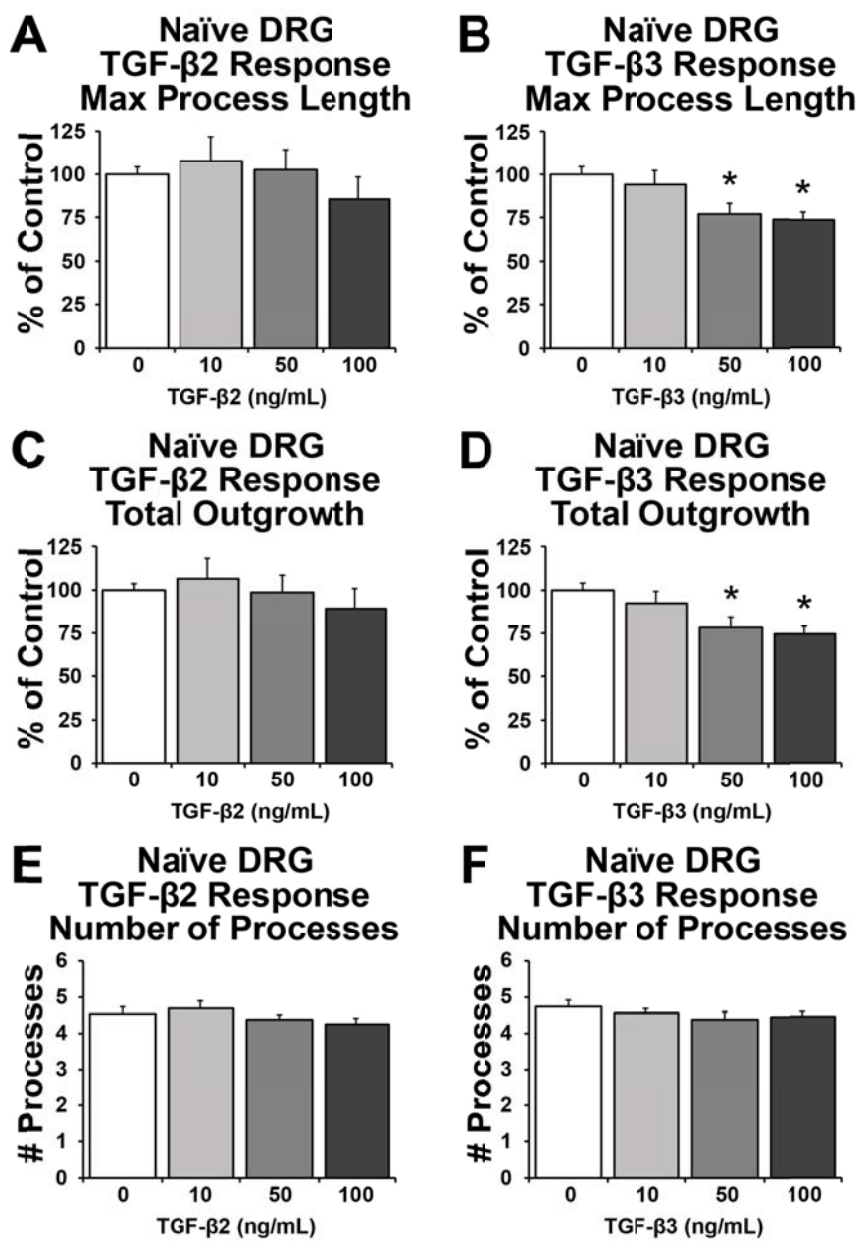 A
Naïve DRG
TGF-β2 Response
Max Process Length
% of Control
125
100
75
50
25
0
0 10 50 100
TGF-β2 (ng/mL)
B
Naïve DRG
TGF-β3 Response
Max Process Length
% of Control
125
100
75
50
25
0
* *
0 10 50 100
TGF-β3 (ng/mL)
C
Naïve DRG
TGF-β2 Response
Total Outgrowth
% of Control
125
100
75
50
25
0
0 10 50 100
TGF-β2 (ng/mL)
D
Naïve DRG
TGF-β3 Response
Total Outgrowth
% of Control
125
100
75
50
25
0
* *
0 10 50 100
TGF-β3 (ng/mL)
E
Naïve DRG
TGF-β2 Response
Number of Processes
# Processes
6
5
4
3
2
1
0
0 10 50 100
TGF-β2 (ng/mL)
F
Naïve DRG
TGF-β3 Response
Number of Processes
# Processes
6
5
4
3
2
1
0
0 10 50 100
TGF-β3 (ng/mL)